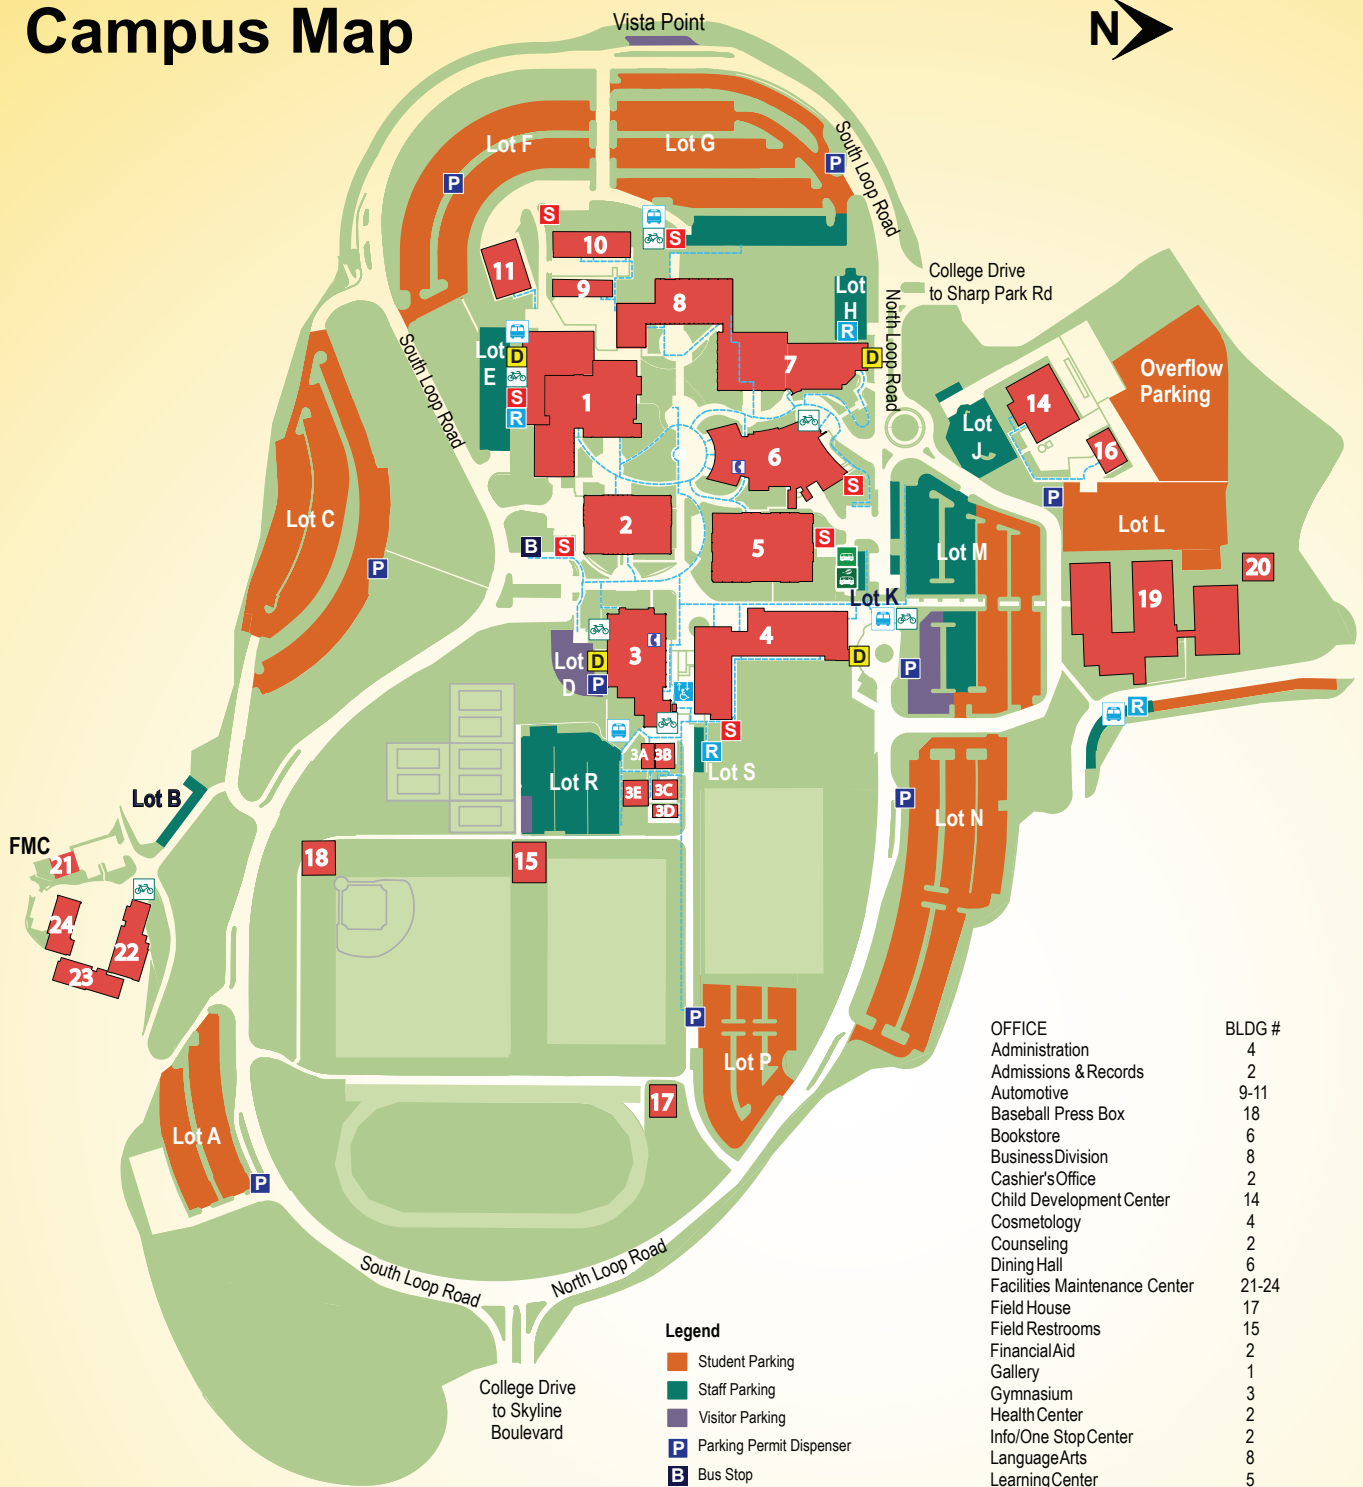 Campus Map
Vista Point
N
Lot F
Lot G
South Loop Road
P
P
S
S
10
11
9
8
College Drive
to Sharp Park Rd
Lot
H
R
North Loop Road
South Loop Road
Lot
E
D
S
R
1
7
D
Overflow
Parking
14
16
Lot
J
6
S
P
Lot C
P
2
5
B
S
S
Lot M
Lot L
20
19
Lot K
4
3
D
P
Lot
D
D
P
R
S
R
Lot S
3A
3B
3C
3D
3E
Lot R
Lot B
FMC
21
24
22
23
18
15
P
Lot N
P
Lot P
17
Lot A
P
South Loop Road
North Loop Road
College Drive
to Skyline
Boulevard
Legend
Student Parking
Staff Parking
Visitor Parking
P Parking Permit Dispenser
B Bus Stop
OFFICE BLDG #
Administration 4
Admissions & Records 2
Automotive 9-11
Baseball Press Box 18
Bookstore 6
Business Division 8
Cashier's Office 2
Child Development Center 14
Cosmetology 4
Counseling 2
Dining Hall 6
Facilities Maintenance Center 21-24
Field House 17
Field Restrooms 15
Financial Aid 2
Gallery 1
Gymnasium 3
Health Center 2
Info/One Stop Center 2
Language Arts 8
Learning Center 5